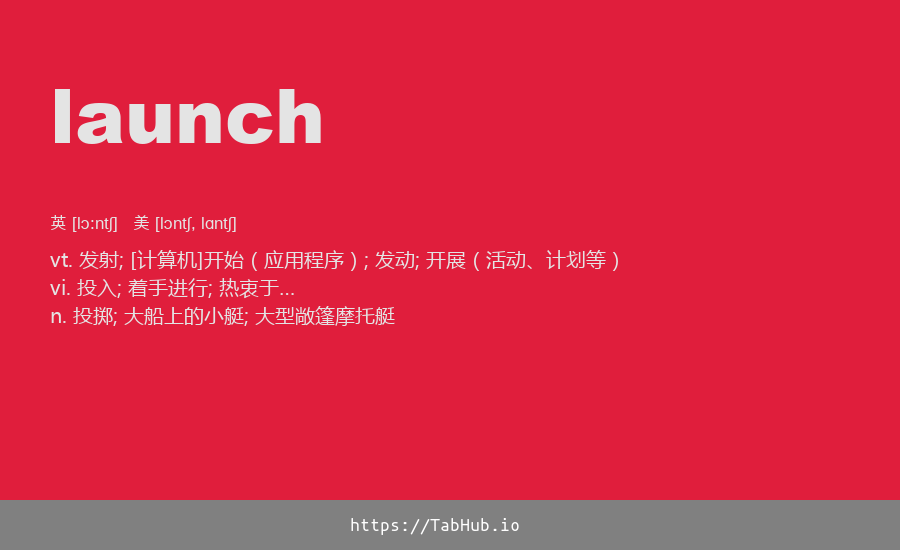 launch
英 [lɔːntʃ] 美 [lɔntʃ, lɑntʃ]
vt. 发射; [计算机]开始（应用程序）; 发动; 开展（活动、计划等）
vi. 投入; 着手进行; 热衷于...
n. 投掷; 大船上的小艇; 大型敞篷摩托艇
https://TabHub.io